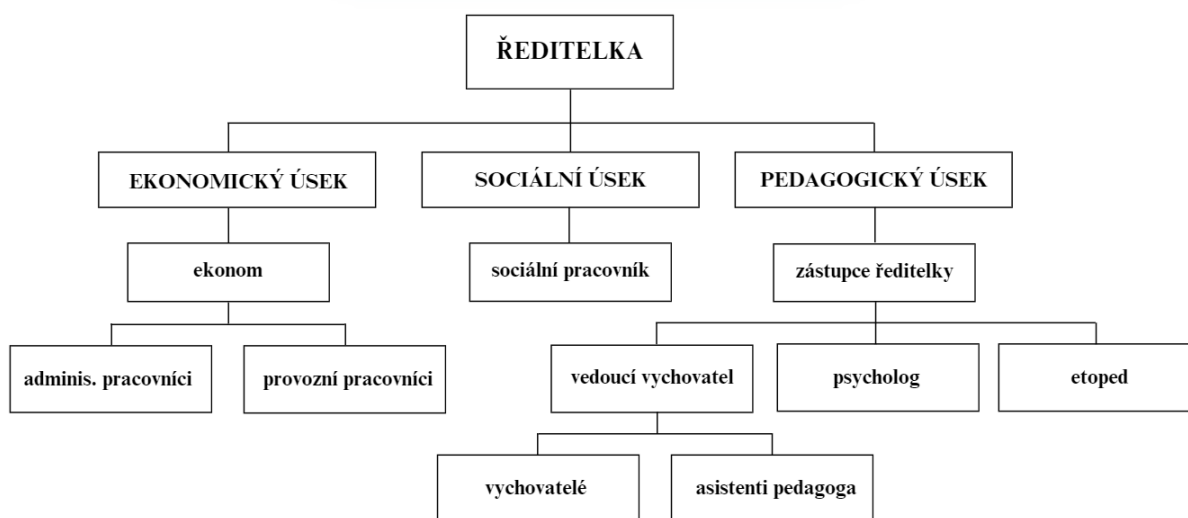 ŘEDITELKA
EKONOMICKÝ ÚSEK
SOCIÁLNÍ ÚSEK
PEDAGOGICKÝ ÚSEK
ekonom
sociální pracovník
zástupce ředitelky
adminis. pracovníci
provozní pracovníci
vedoucí vychovatel
psycholog
etoped
vychovatelé
asistenti pedagoga